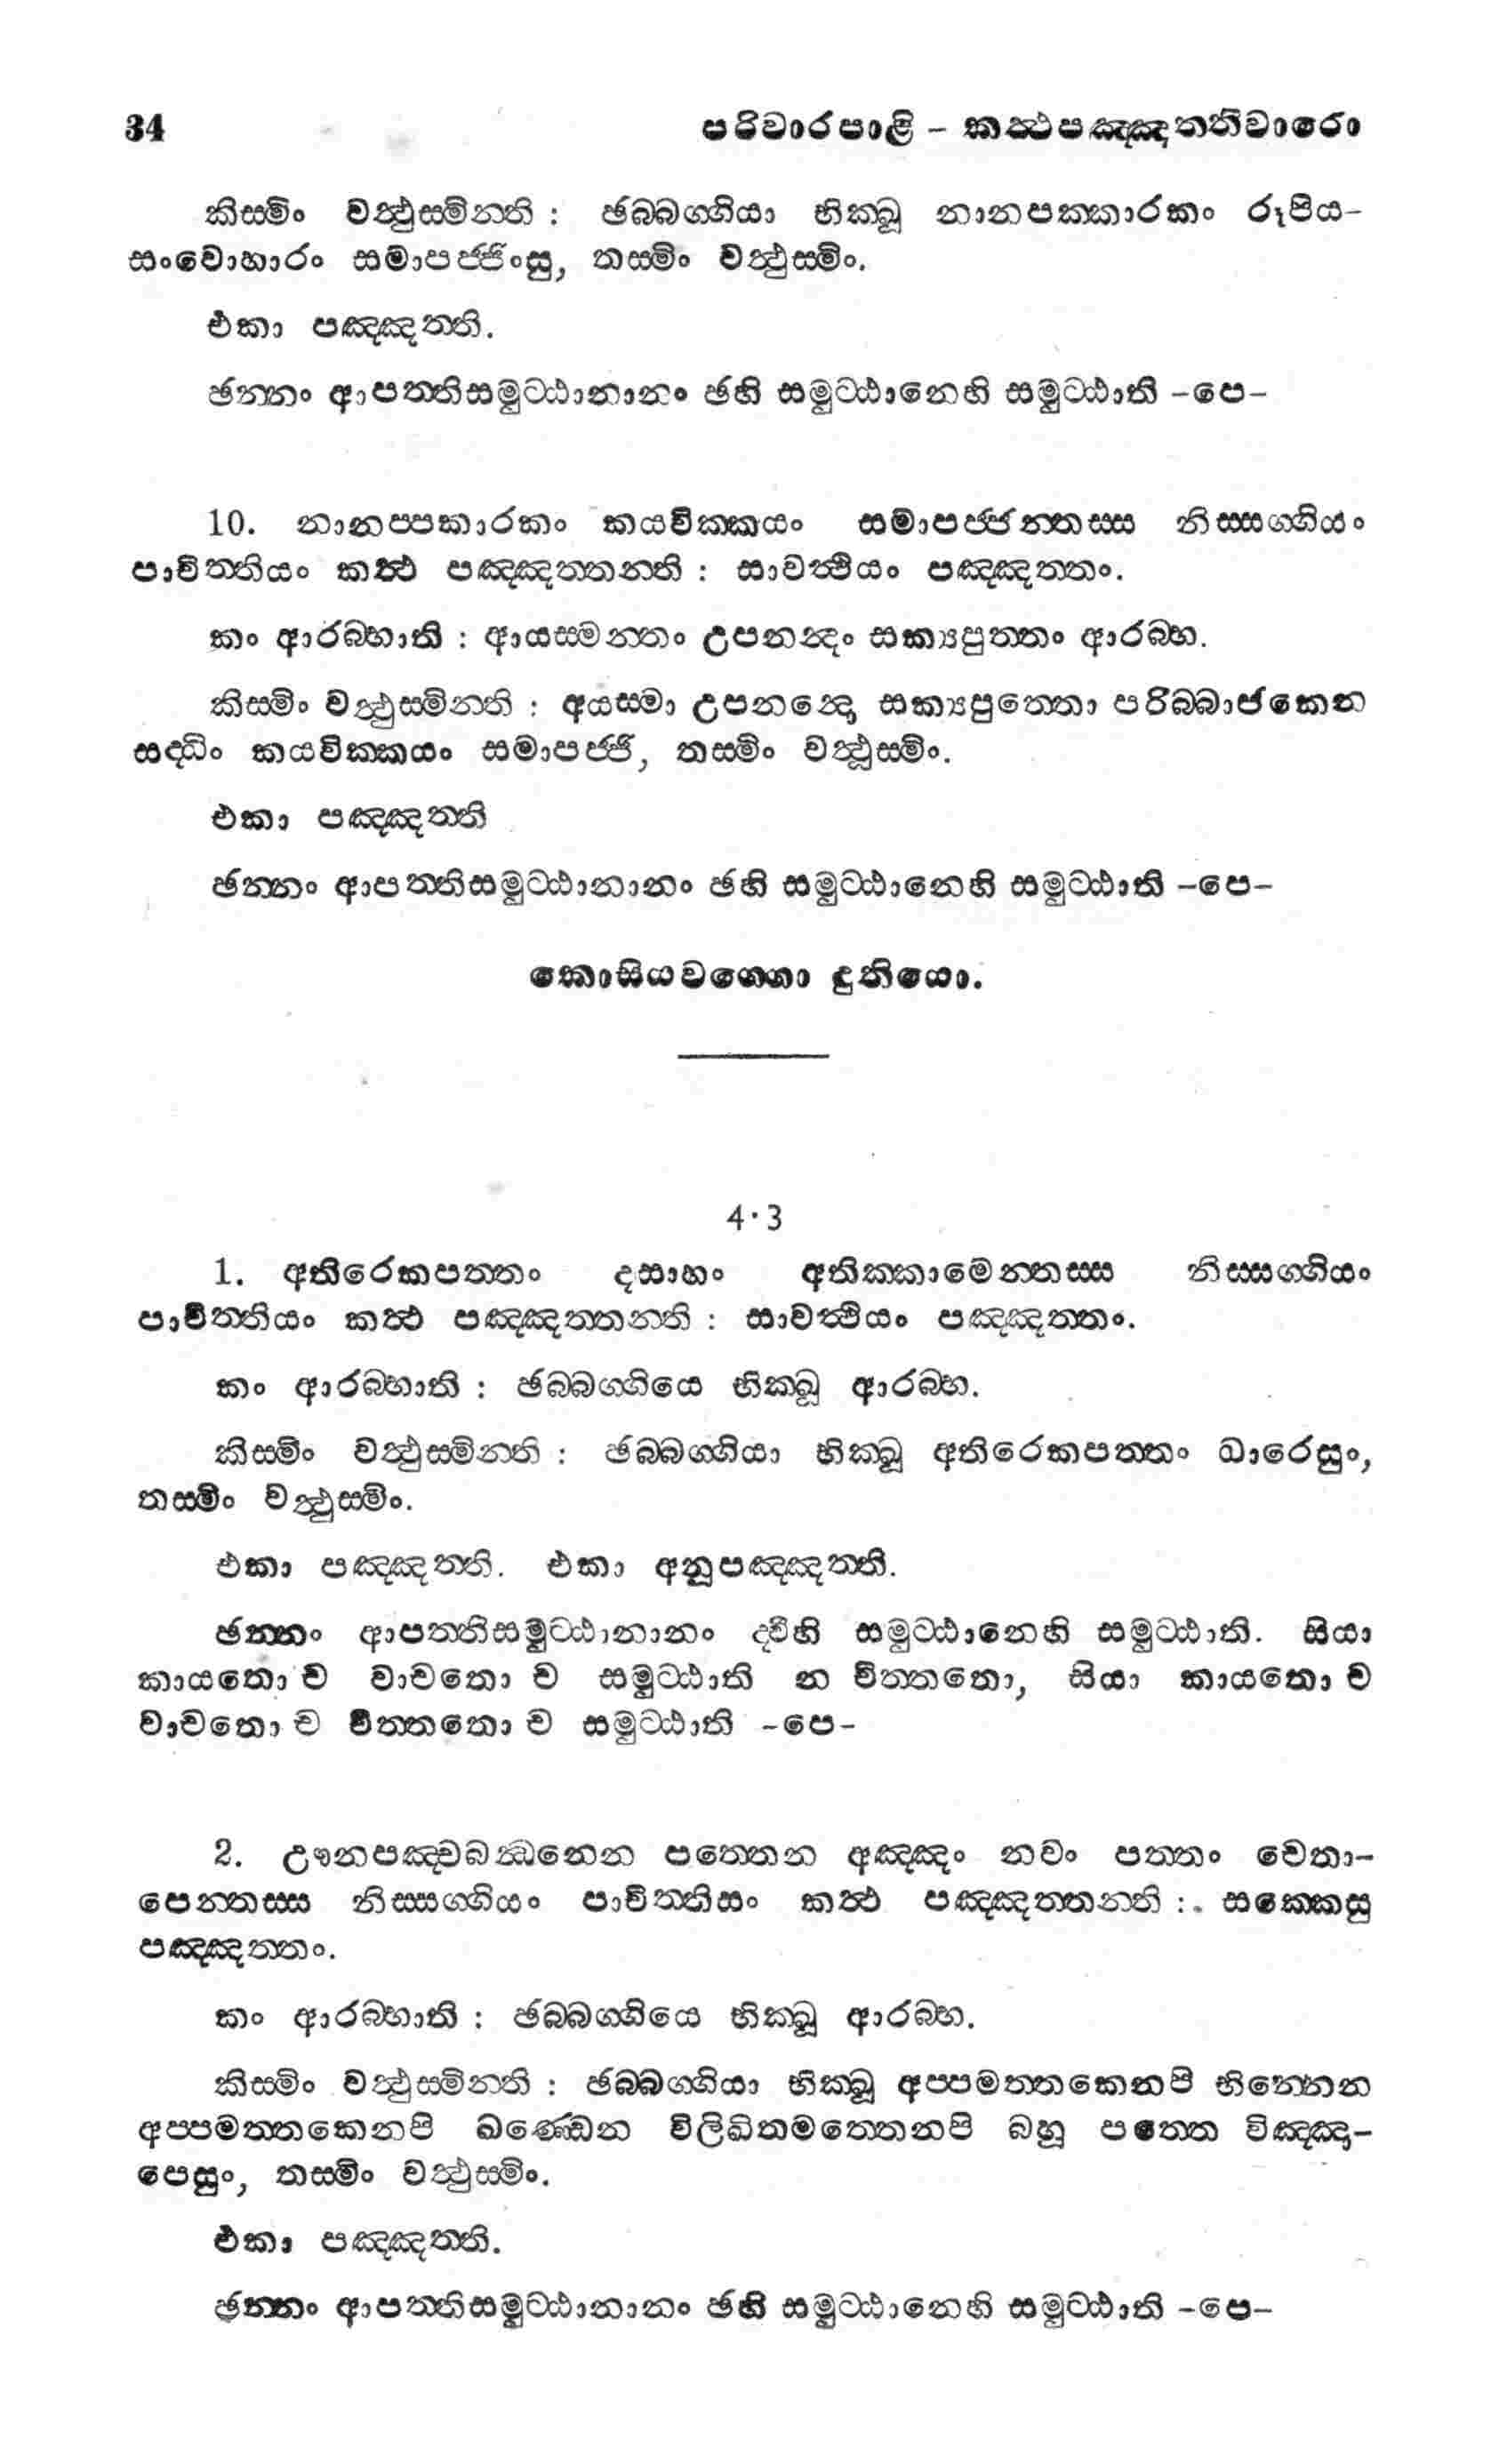 34 පරිවාරපාළි – කත්‍ථපඤ්ඤත්තිවාරො
කිස්මිං වත්‍ථුස්මින්ති : ඡබ්බග්ගියා භික්ඛූ නානපක්කාරකං රූපිය-
සංවොහාරං සමාපජ්ජිංසු, තස්මිං වත්‍ථුස්මිං.
එකා පඤ්ඤත්ති.
ඡන්නං ආපත්තිසමුට්ඨානානං ඡහි සමුට්ඨානෙහි සමුට්ඨාති –පෙ–
10. නානප්පකාරකං කයවික්කයං සමාපජ්ජන්තස්ස නිස්සග්ගියං
පාචිත්තියං කත්‍ථ පඤ්ඤත්තන්ති : සාවත්‍ථියං පඤ්ඤත්තං.
කං ආරබ්භාති : ආයස්මන්තං උපනන්‍දං සක්‍යපුත්තං ආරබ්භ.
කිස්මිං වත්‍ථුස්මින්ති : අයස්මා උපනන්‍දො සක්‍යපුත්තො පරිබ්බාජකෙන
සද්ධිං කයවික්කයං සමාපජ්ජි, තස්මිං වත්‍ථූස්මිං.
එකා පඤ්ඤත්ති
ඡන්නං ආපත්තිසමුට්ඨානානං ඡහි සමුට්ඨානෙහි සමුට්ඨාති –පෙ–
කොසියවග්ගො දුතියො.
4·3
1. අතිරෙකපත්තං දසාහං අතික්කාමෙන්තස්ස නිස්සග්ගියං
පාචිත්තියං කත්‍ථ පඤ්ඤත්තන්ති : සාවත්‍ථියං පඤ්ඤත්තං.
කං ආරබ්භාති : ඡබ්බග්ගියෙ භික්ඛූ ආරබ්භ.
කිස්මිං වත්‍ථුස්මින්ති : ඡබ්බග්ගියා භික්ඛූ අතිරෙකපත්තං ධාරෙසුං,
තස්මිං වත්‍ථුස්මිං.
එකා පඤ්ඤත්ති. එකා අනුපඤ්ඤත්ති.
ඡන්නං ආපත්තිසමුට්ඨානානං ද්වීහි සමුට්ඨානෙහි සමුට්ඨාති. සියා
කායතො ච වාචතො ච සමුට්ඨාති න චිත්තතො, සියා කායතො ච
වාචතො ච චිත්තතො ච සමුට්ඨාති –පෙ–
2. ඌනපඤ්චබන්‍ධනෙන පත්තෙන අඤ්ඤං නවං පත්තං චෙතා-
පෙන්තස්ස නිස්සග්ගියං පාචිත්තිසං කත්‍ථ පඤ්ඤත්තන්ති :. සක්කෙසු
පඤ්ඤත්තං.
කං ආරබ්භාති : ඡබ්බග්ගියෙ භික්ඛූ ආරබ්භ.
කිස්මිං වත්‍ථුස්මින්ති : ඡබ්බග්ගියා භික්ඛූ අප්පමත්තකෙනපි භින්නෙන
අප්පමත්තකෙනපි ඛණ්ඩෙන විලිඛිතමත්තෙනපි බහූ පත්තෙ විඤ්ඤා-
පෙසුං, තස්මිං වත්‍ථුස්මිං.
එකා පඤ්ඤත්ති.
ඡන්නං ආපත්තිසමුට්ඨානානං ඡහි සමුට්ඨානෙහි සමුට්ඨාති –පෙ–